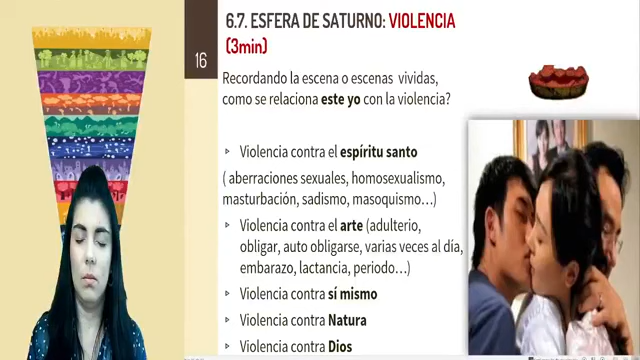 6.7. ESFERA DE SATURNO: VIOLENCIA
(3min)
16
Recordando la escena o escenas vividas,
como se relaciona este yo con la violencia?
Violencia contra el espíritu santo
( aberraciones sexuales, homosexualismo,
masturbación, sadismo, masoquismo…)
Violencia contra el arte (adulterio,
obligar, auto obligarse, varias veces al día,
embarazo, lactancia, periodo…)
Violencia contra sí mismo
Violencia contra Natura
Violencia contra Dios